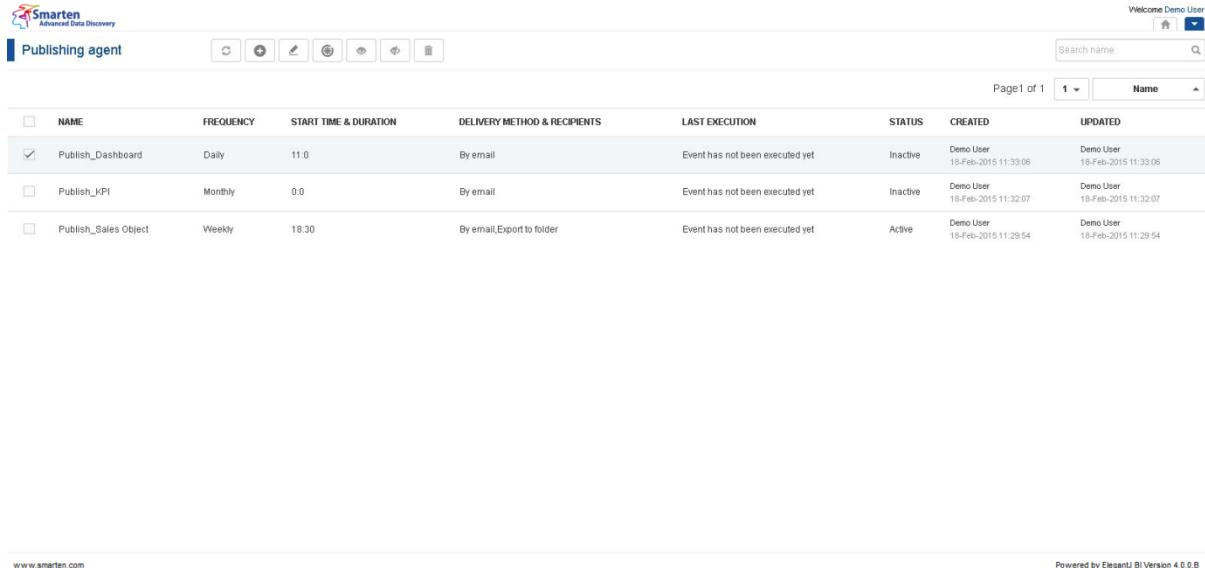 Smarten
Advanced Data Discovery
Welcome Demo User
Publishing agent
Search name
Page1 of 1 1 Name
NAME FREQUENCY START TIME & DURATION DELIVERY METHOD & RECIPIENTS LAST EXECUTION STATUS CREATED UPDATED
Publish_Dashboard Daily 11:0 By email Event has not been executed yet Inactive Demo User Demo User
18-Feb-2015 11:33:06 18-Feb-2015 11:33:06
Publish_KPI Monthly 0:0 By email Event has not been executed yet Inactive Demo User Demo User
18-Feb-2015 11:32:07 18-Feb-2015 11:32:07
Publish_Sales Object Weekly 18:30 By email,Export to folder Event has not been executed yet Active Demo User Demo User
18-Feb-2015 11:29:54 18-Feb-2015 11:29:54
www.smarten.com Powered by ElegantJ BI Version 4.0.0.B